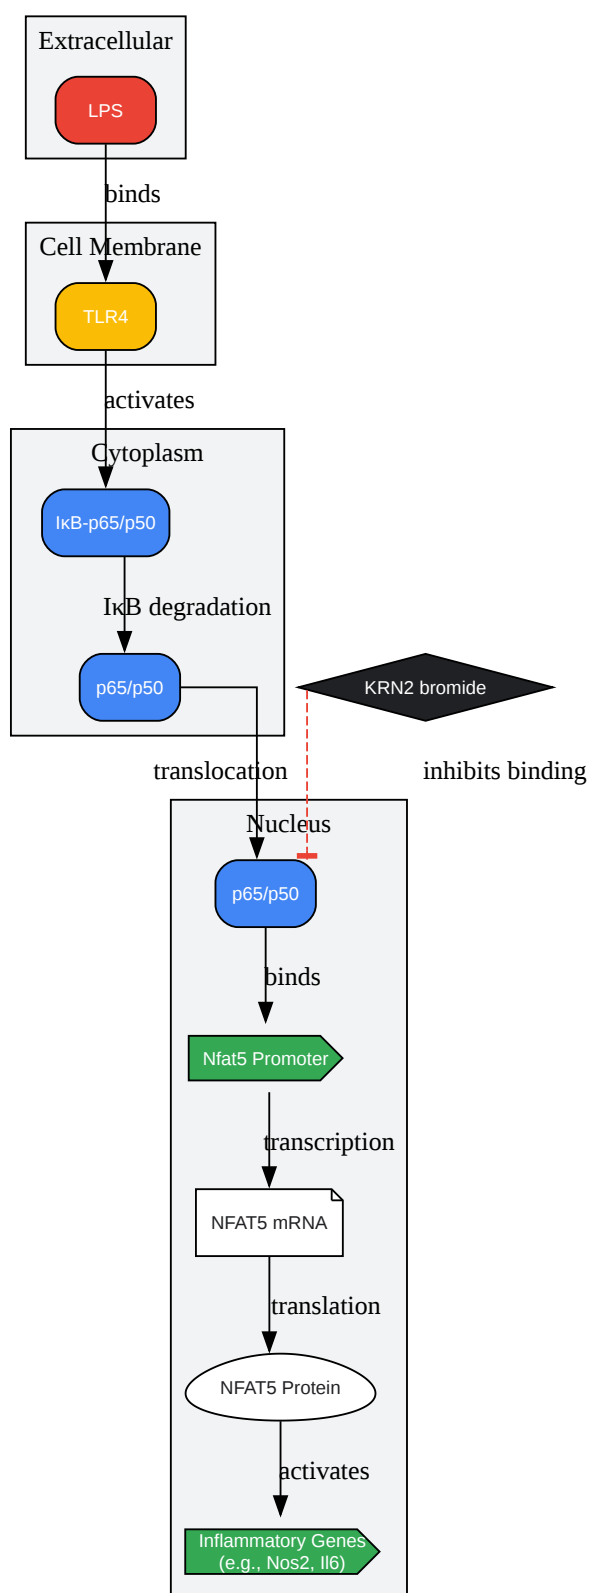 Extracellular
LPS
binds
Cell Membrane
TLR4
activates
Cytoplasm
IκB-p65/p50
IκB degradation
p65/p50
KRN2 bromide
translocation
inhibits binding
Nucleus
p65/p50
binds
Nfat5 Promoter
transcription
NFAT5 mRNA
translation
NFAT5 Protein
activates
Inflammatory Genes
(e.g., Nos2, Il6)